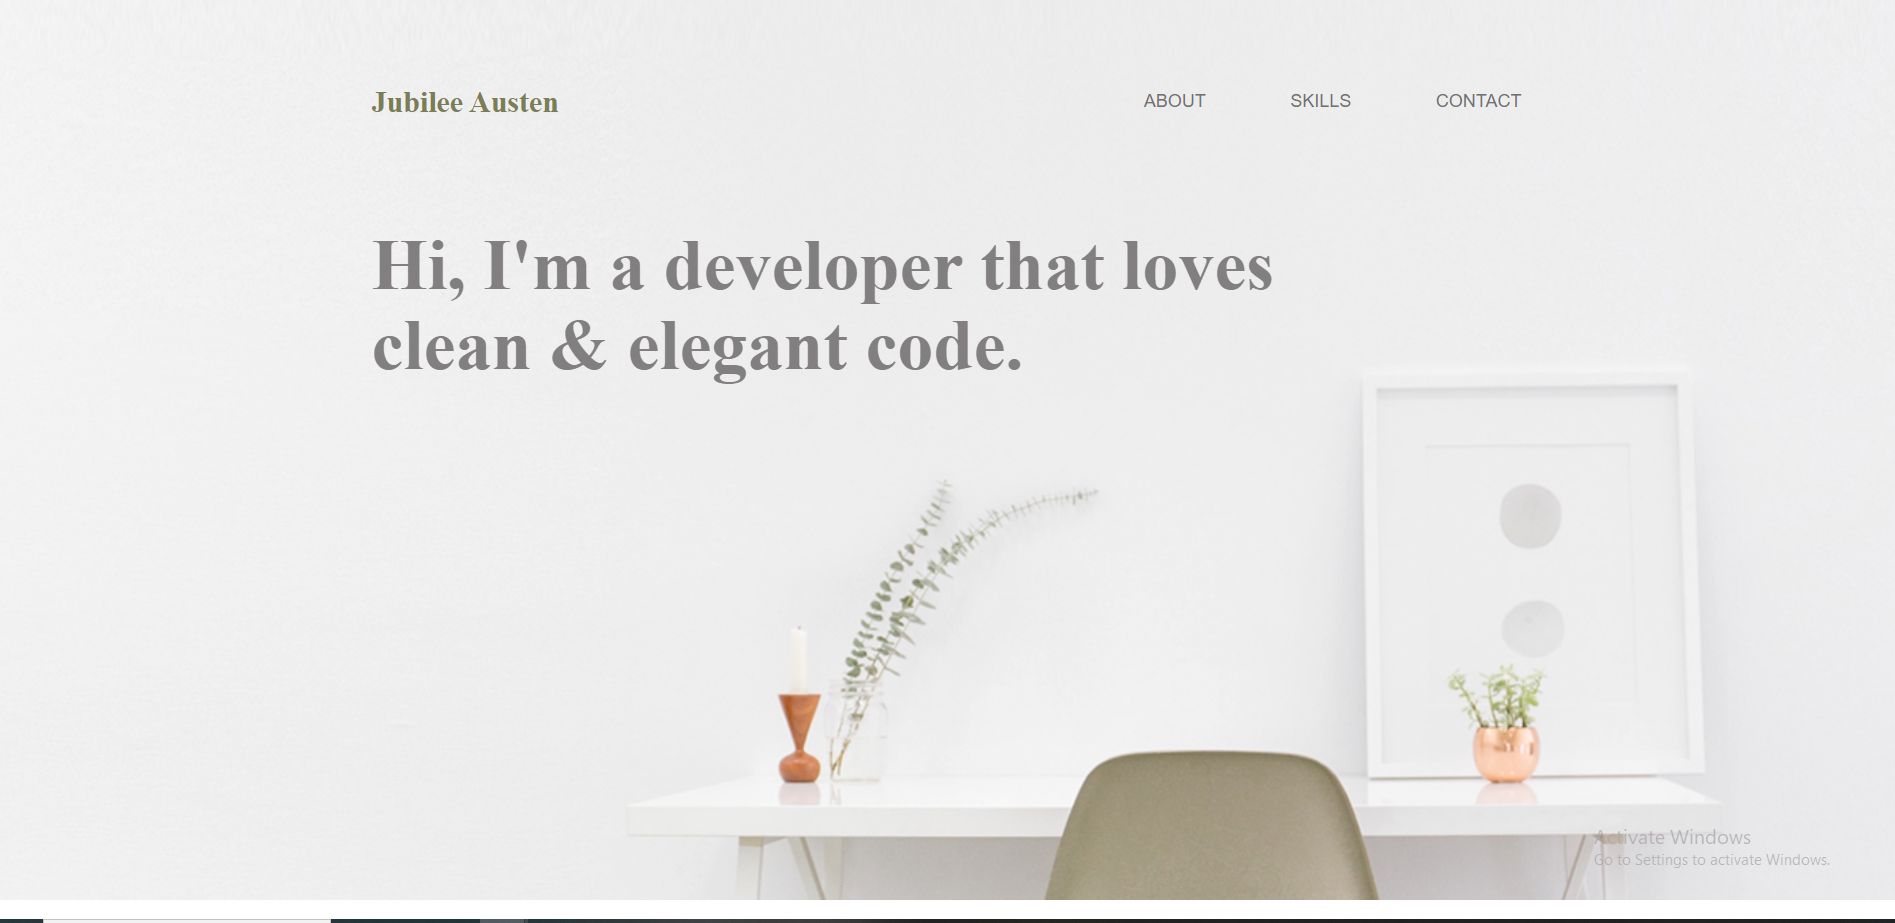 Jubilee Austen
ABOUT SKILLS CONTACT
Hi, I'm a developer that loves
clean & elegant code.
Activate Windows
Go to Settings to activate Windows.